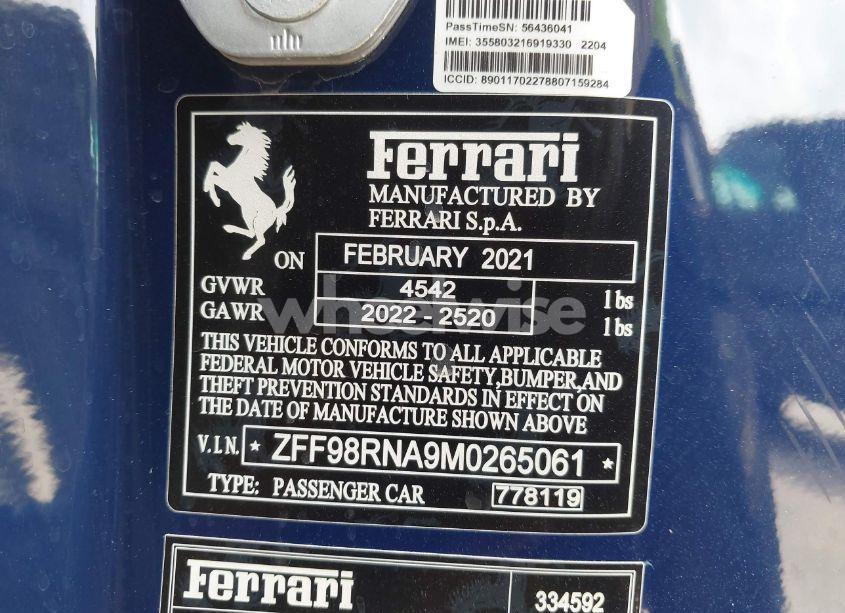 PassTimeSN: 56436041
IMEI: 355803216919330 2204
ICCID: 89011702278807159284
Ferrari
MANUFACTURED BY
FERRARI S.p.A.
ON FEBRUARY 2021
GVWR 4542 lbs
GAWR 2022 - 2520 lbs
wheelwise
THIS VEHICLE CONFORMS TO ALL APPLICABLE
FEDERAL MOTOR VEHICLE SAFETY,BUMPER,AND
THEFT PREVENTION STANDARDS IN EFFECT ON
THE DATE OF MANUFACTURE SHOWN ABOVE
V.I.N. * ZFF98RNA9M0265061 *
TYPE: PASSENGER CAR 778119
Ferrari 334592